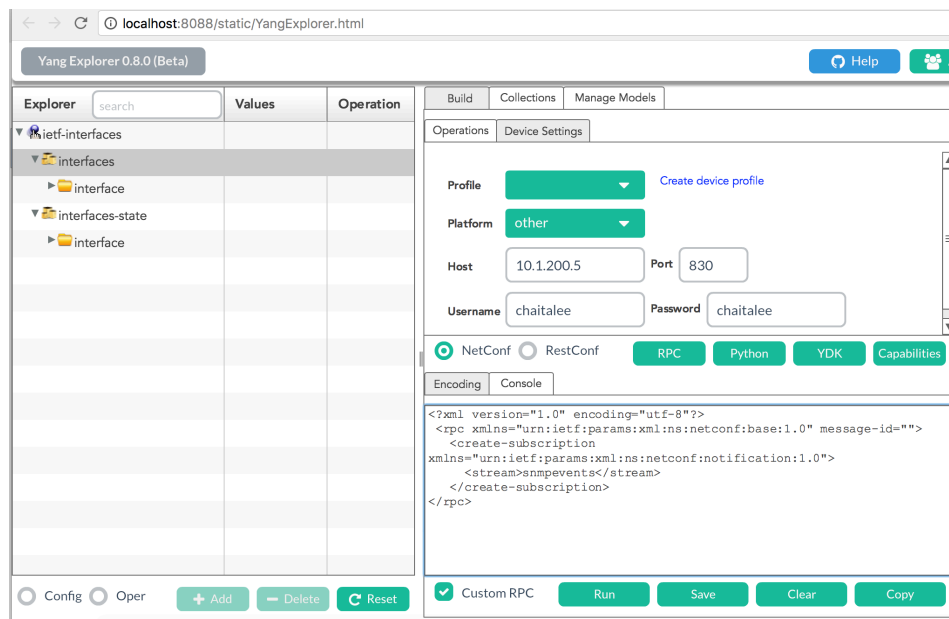 localhost:8088/static/YangExplorer.html
Yang Explorer 0.8.0 (Beta)
Help
Explorer
search
Values
Operation
ietf-interfaces
interfaces
interface
interfaces-state
interface
Config
Oper
+ Add
− Delete
Reset
Build
Collections
Manage Models
Operations
Device Settings
Profile
Create device profile
Platform
other
Host
10.1.200.5
Port
830
Username
chaitalee
Password
chaitalee
NetConf
RestConf
RPC
Python
YDK
Capabilities
Encoding
Console
<?xml version="1.0" encoding="utf-8"?>
<rpc xmlns="urn:ietf:params:xml:ns:netconf:base:1.0" message-id="">
<create-subscription
xmlns="urn:ietf:params:xml:ns:netconf:notification:1.0">
<stream>snmpevents</stream>
</create-subscription>
</rpc>
Custom RPC
Run
Save
Clear
Copy